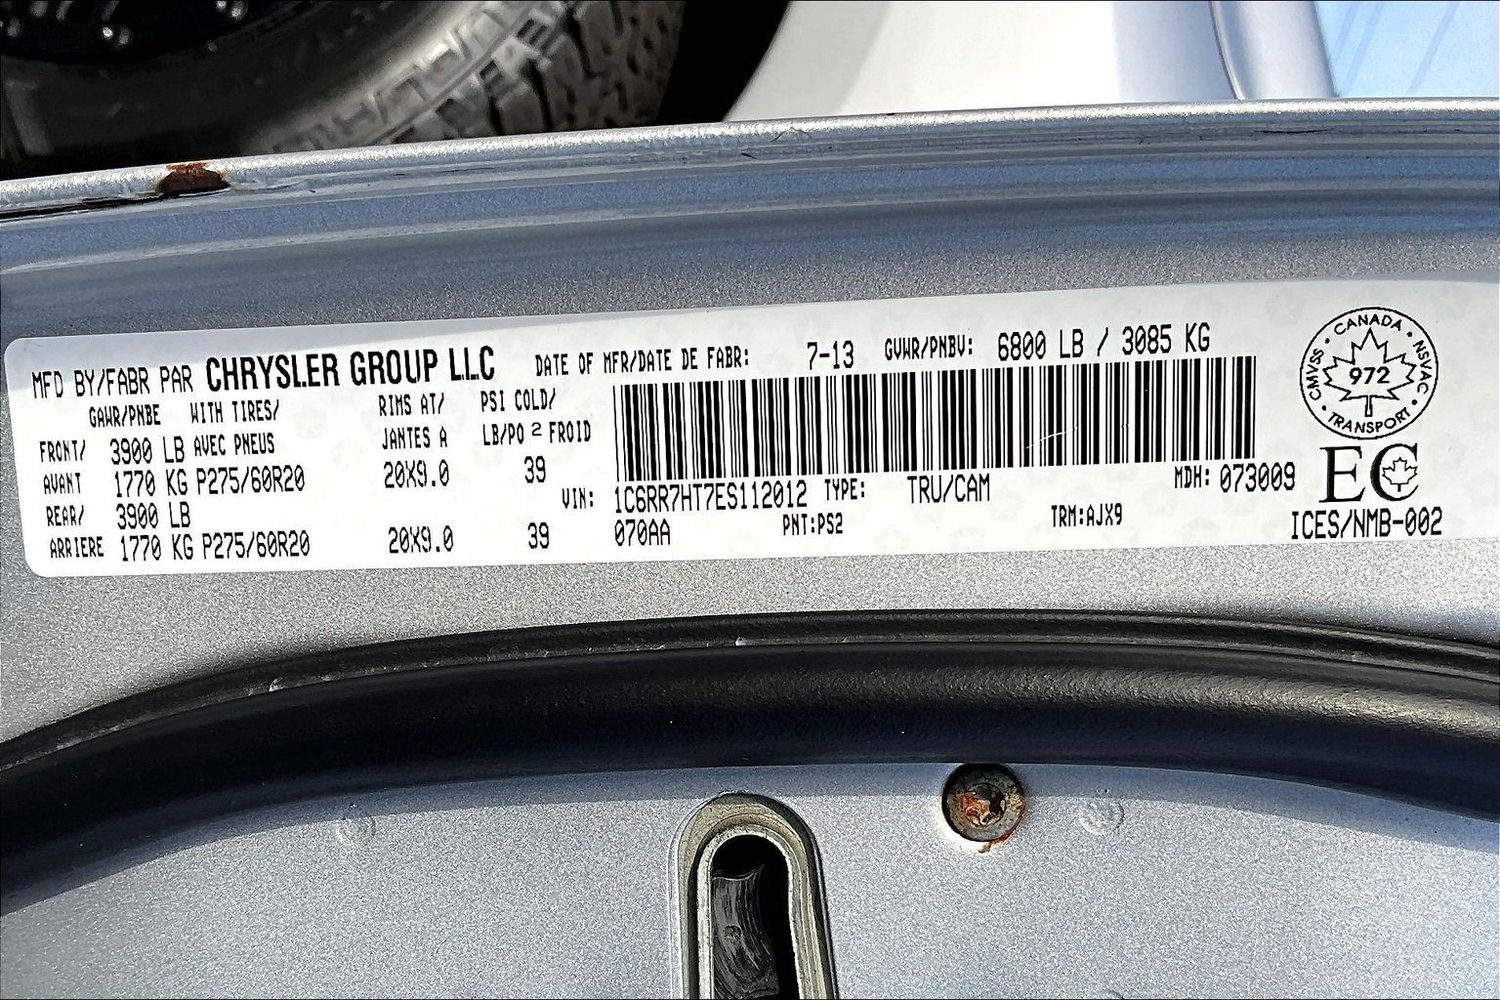 MFD BY/FABR PAR CHRYSLER GROUP LLC DATE OF MFR/DATE DE FABR: 7-13 GVWR/PNBV: 6800 LB / 3085 KG
GAWR/PNBE WITH TIRES/ RIMS AT/ PSI COLD/
FRONT/ 3900 LB AVEC PNEUS JANTES A LB/PO 2 FROID
AVANT 1770 KG P275/60R20 20X9.0 39
REAR/ 3900 LB
ARRIERE 1770 KG P275/60R20 20X9.0 39
VIN: 1C6RR7HT7ES112012 TYPE: TRU/CAM MDH: 073009
070AA PNT:PS2 TRM:AJX9
CANADA
CMVSS NSVAC
972
TRANSPORT
EC
ICES/NMB-002